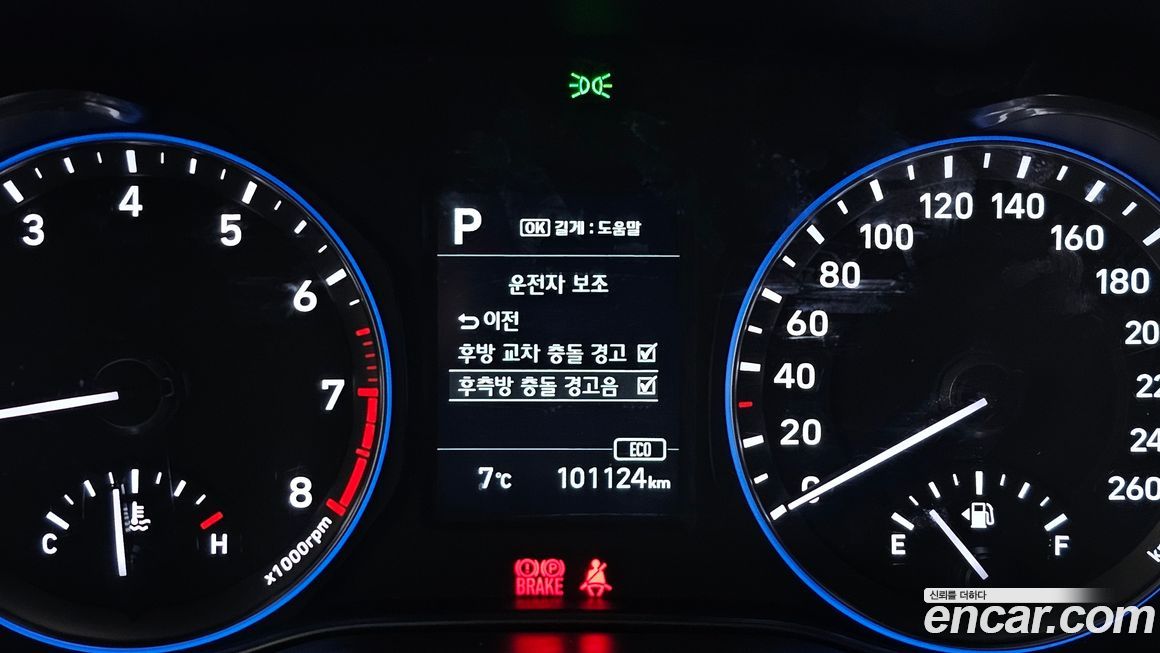 3
4
5
6
7
8
x1000rpm
C
H
P
OK 길게 : 도움말
운전자 보조
이전
후방 교차 충돌 경고
후측방 충돌 경고음
ECO
7℃ 101124km
BRAKE
0
20
40
60
80
100
120
140
160
180
260
E
F
신뢰를 더하다
encar.com